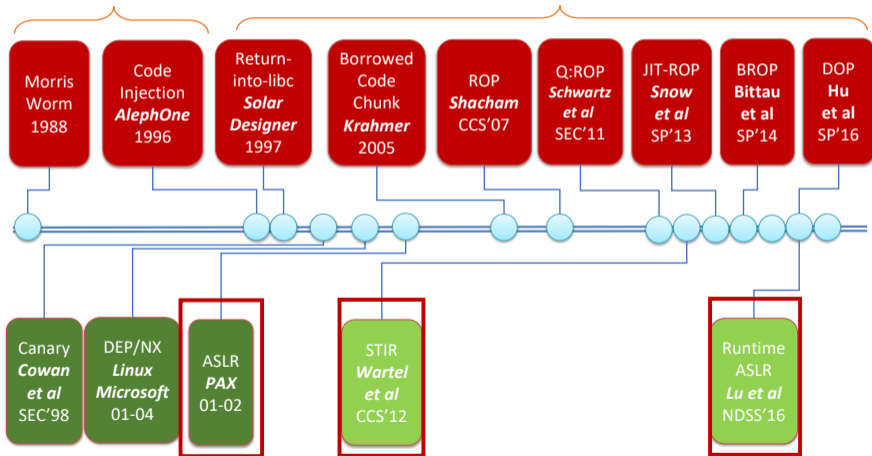 Morris
Worm
1988
Code
Injection
AlephOne
1996
Return-
into-libc
Solar
Designer
1997
Borrowed
Code
Chunk
Krahmer
2005
ROP
Shacham
CCS'07
Q:ROP
Schwartz
et al
SEC'11
JIT-ROP
Snow
et al
SP'13
BROP
Bittau
et al
SP'14
DOP
Hu
et al
SP'16
Canary
Cowan
et al
SEC'98
DEP/NX
Linux
Microsoft
01-04
ASLR
PAX
01-02
STIR
Wartel
et al
CCS'12
Runtime
ASLR
Lu et al
NDSS'16